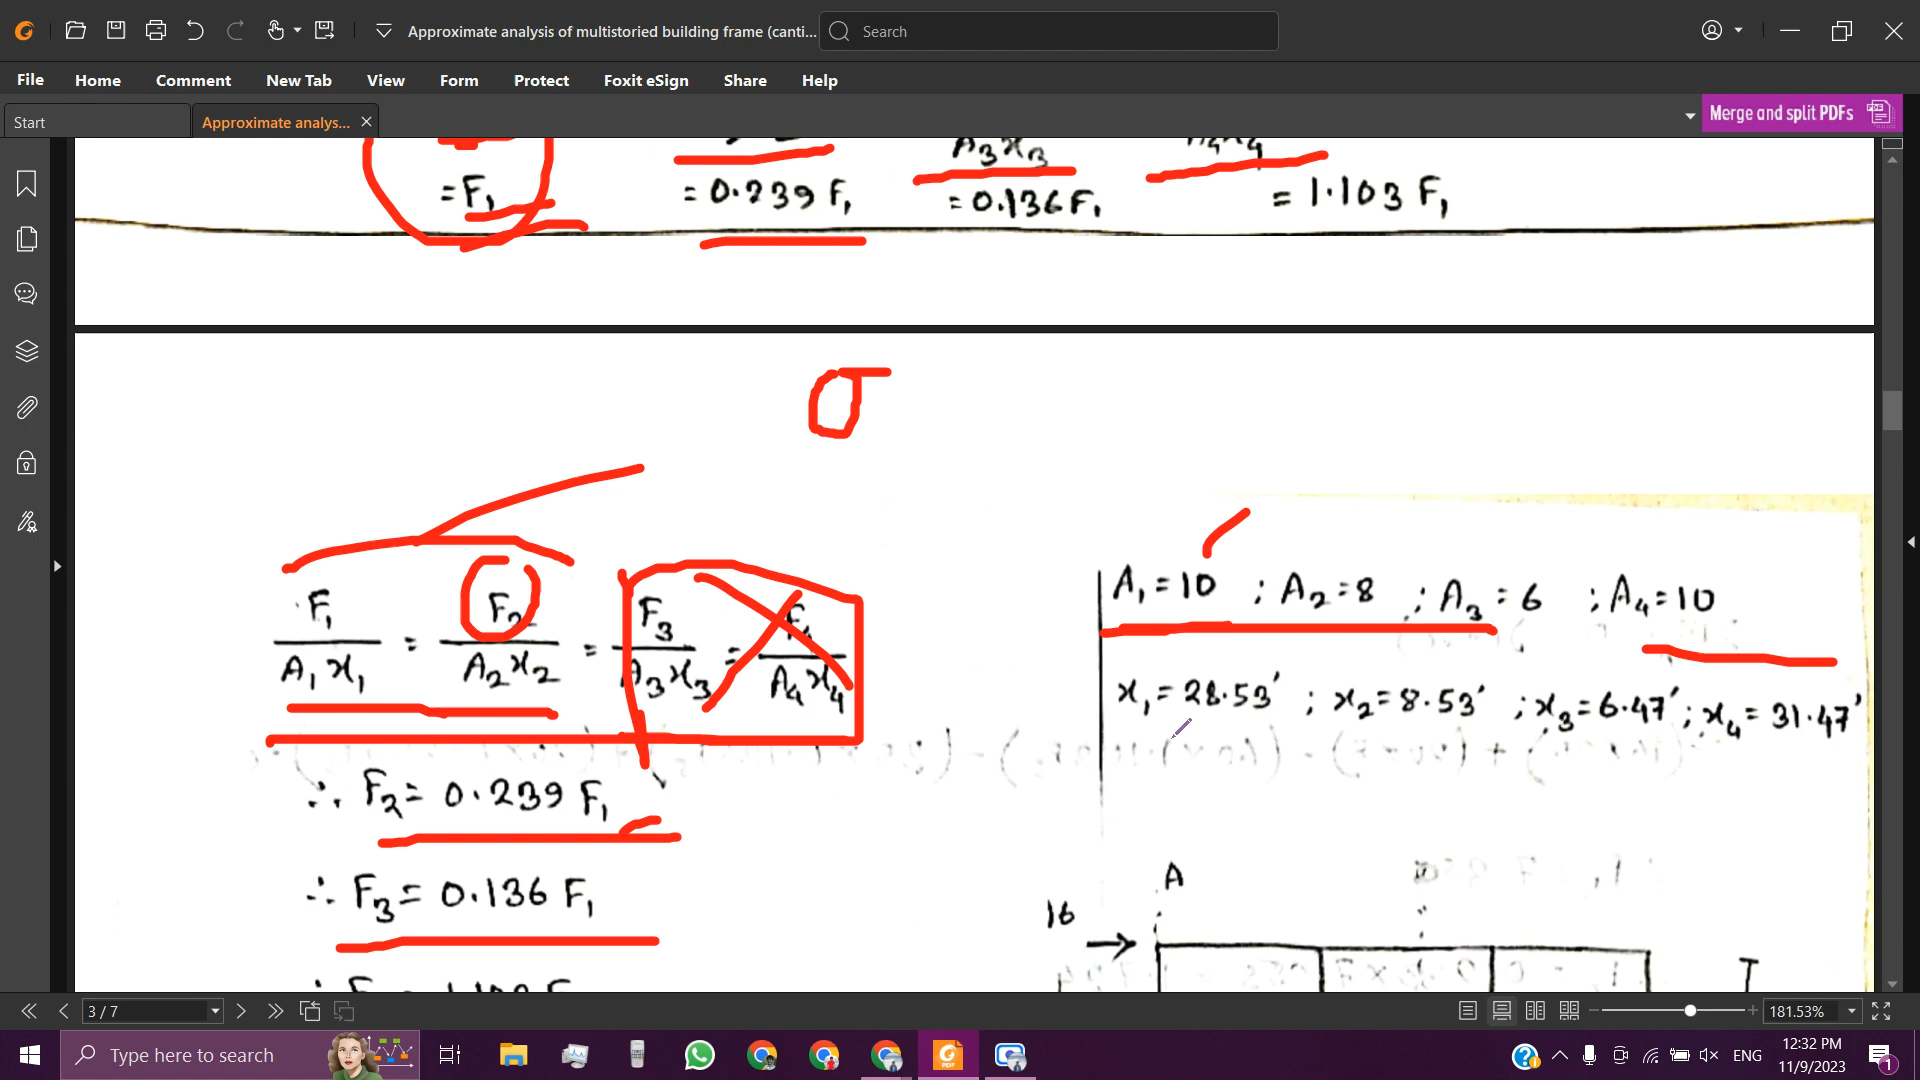 Approximate analysis of multistoried building frame (canti...
Search
File Home Comment New Tab View Form Protect Foxit eSign Share Help
Start
Approximate analys...
Merge and split PDFs
A3x3
A4x4
= F1 = 0.239 F1 = 0.136 F1 = 1.103 F1
σ
F1/A1x1 = F2/A2x2 = F3/A3x3 = F4/A4x4
A1 = 10 ; A2 = 8 ; A3 = 6 ; A4 = 10
x1 = 28.53' ; x2 = 8.53' ; x3 = 6.47' ; x4 = 31.47'
∴ F2 = 0.239 F1
∴ F3 = 0.136 F1
A
16
3 / 7
181.53%
Type here to search
ENG
12:32 PM
11/9/2023
1